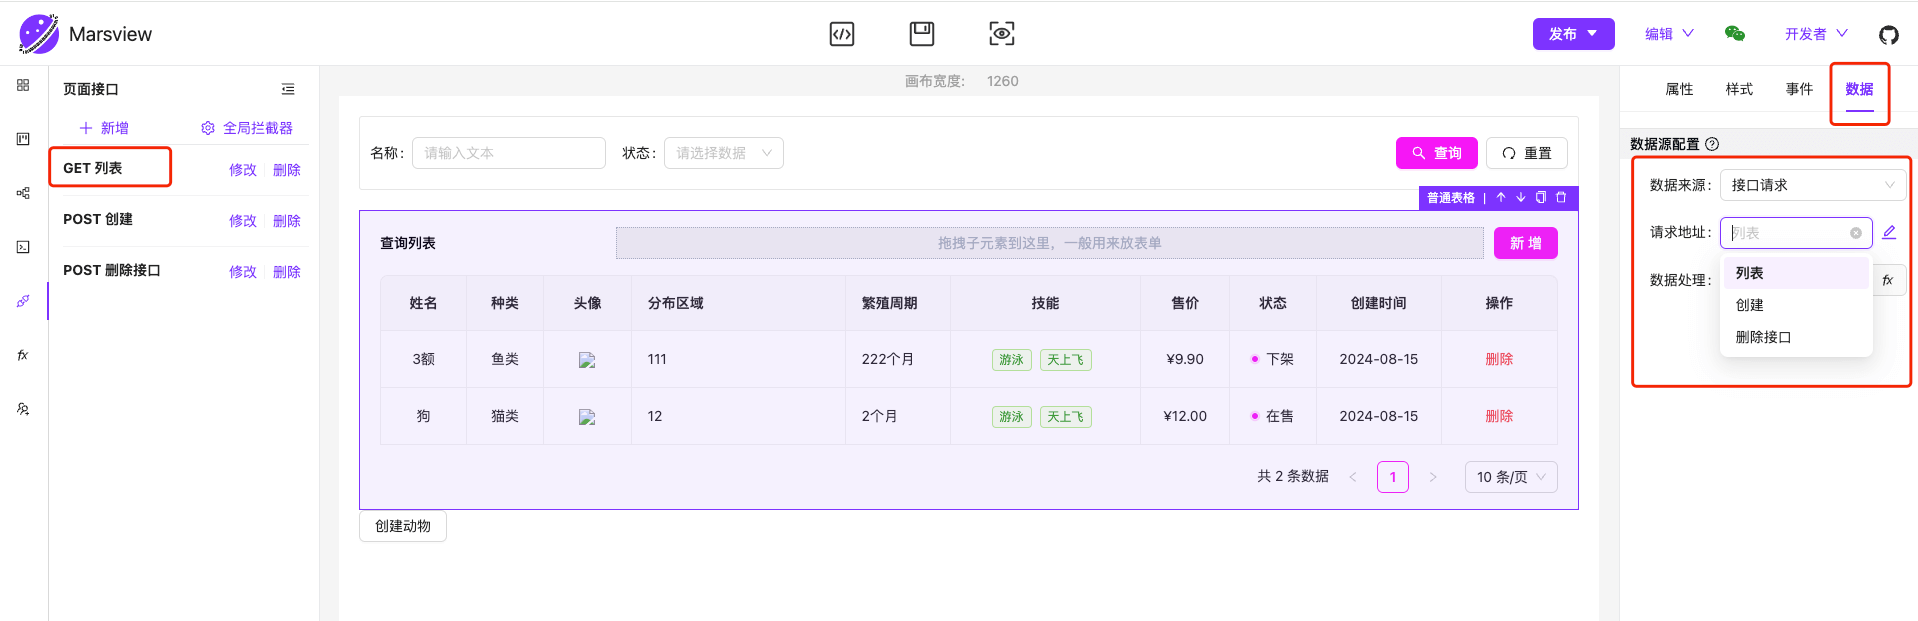 Marsview
发布
编辑
开发者
页面接口
新增
全局拦截器
GET 列表
修改
删除
POST 创建
修改
删除
POST 删除接口
修改
删除
fx
画布宽度:
1260
名称:
请输入文本
状态:
请选择数据
查询
重置
普通表格
查询列表
拖拽子元素到这里，一般用来放表单
新 增
姓名 种类 头像 分布区域 繁殖周期 技能 售价 状态 创建时间 操作
3额 鱼类 111 222个月 游泳 天上飞 ¥9.90 下架 2024-08-15 删除
狗 猫类 12 2个月 游泳 天上飞 ¥12.00 在售 2024-08-15 删除
共 2 条数据
1
10 条/页
创建动物
属性
样式
事件
数据
数据源配置
数据来源:
接口请求
请求地址:
列表
数据处理:
fx
列表
创建
删除接口